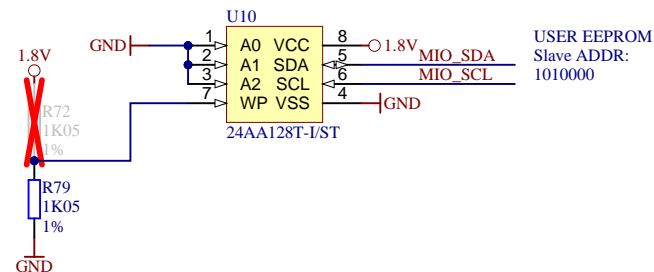 U10
GND
1
2
3
7
A0
A1
A2
WP
VCC
SDA
SCL
VSS
8
5
6
4
1.8V
MIO_SDA
MIO_SCL
GND
24AA128T-I/ST
USER EEPROM
Slave ADDR:
1010000
1.8V
R72
1K05
1%
R79
1K05
1%
GND